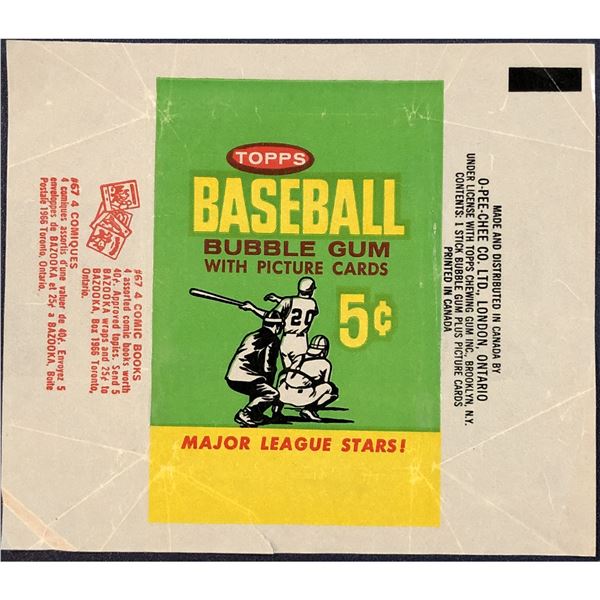 TOPPS
BASEBALL
BUBBLE GUM
WITH PICTURE CARDS
5¢
20
MAJOR LEAGUE STARS!
#67 4 COMIC BOOKS
4 assorted comic books worth
40¢. Approved topics. Send 5
BAZOOKA wraps and 25¢ to
BAZOOKA, Box 1966 Toronto,
Ontario.
#67 4 COMIQUES
4 comiques assortis d'une valuer de 40¢. Envoyez 5
enveloppes de BAZOOKA et 25¢ a BAZOOKA, Boite
Postale 1966 Toronto, Ontario.
MADE AND DISTRIBUTED IN CANADA BY
O-PEE-CHEE CO. LTD. LONDON, ONTARIO
UNDER LICENSE WITH TOPPS CHEWING GUM INC., BROOKLYN, N.Y.
CONTENTS: 1 STICK BUBBLE GUM PLUS PICTURE CARDS
PRINTED IN CANADA